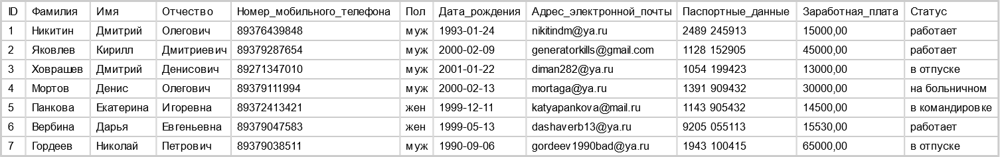 ID Фамилия Имя Отчество Номер_мобильного_телефона Пол Дата_рождения Адрес_электронной_почты Паспортные_данные Заработная_плата Статус
1 Никитин Дмитрий Олегович 89376439848 муж 1993-01-24 nikitindm@ya.ru 2489 245913 15000,00 работает
2 Яковлев Кирилл Дмитриевич 89379287654 муж 2000-02-09 generatorkills@gmail.com 1128 152905 45000,00 работает
3 Ховрашев Дмитрий Денисович 89271347010 муж 2001-01-22 diman282@ya.ru 1054 199423 13000,00 в отпуске
4 Мортов Денис Олегович 89379111994 муж 2000-02-13 mortaga@ya.ru 1391 909432 30000,00 на больничном
5 Панкова Екатерина Игоревна 89372413421 жен 1999-12-11 katyapankova@mail.ru 1143 905432 14500,00 в командировке
6 Вербина Дарья Евгеньевна 89379047583 жен 1999-05-13 dashaverb13@ya.ru 9205 055113 15530,00 работает
7 Гордеев Николай Петрович 89379038511 муж 1990-09-06 gordeev1990bad@ya.ru 1943 100415 65000,00 в отпуске